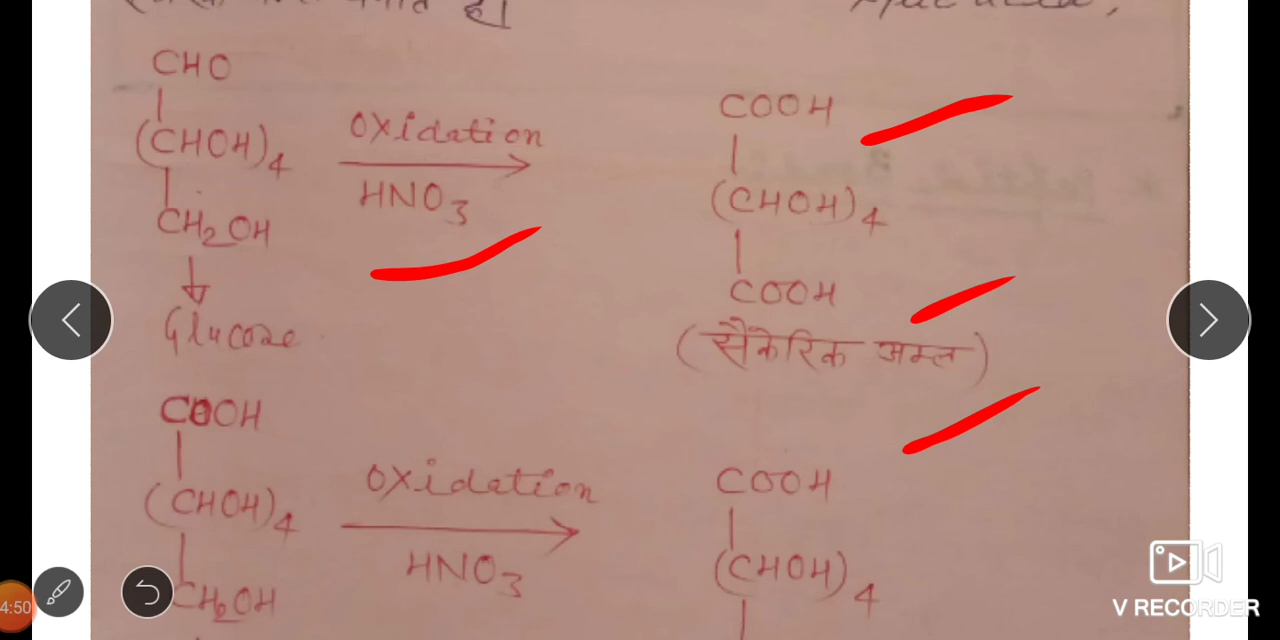 है।
CHO
|
(CHOH)4
|
CH2OH
↓
Glucose
Oxidation
HNO3
COOH
|
(CHOH)4
|
COOH
(सैकेरिक अम्ल)
COOH
|
(CHOH)4
|
CH2OH
Oxidation
HNO3
COOH
|
(CHOH)4
|
4:50
V RECORDER